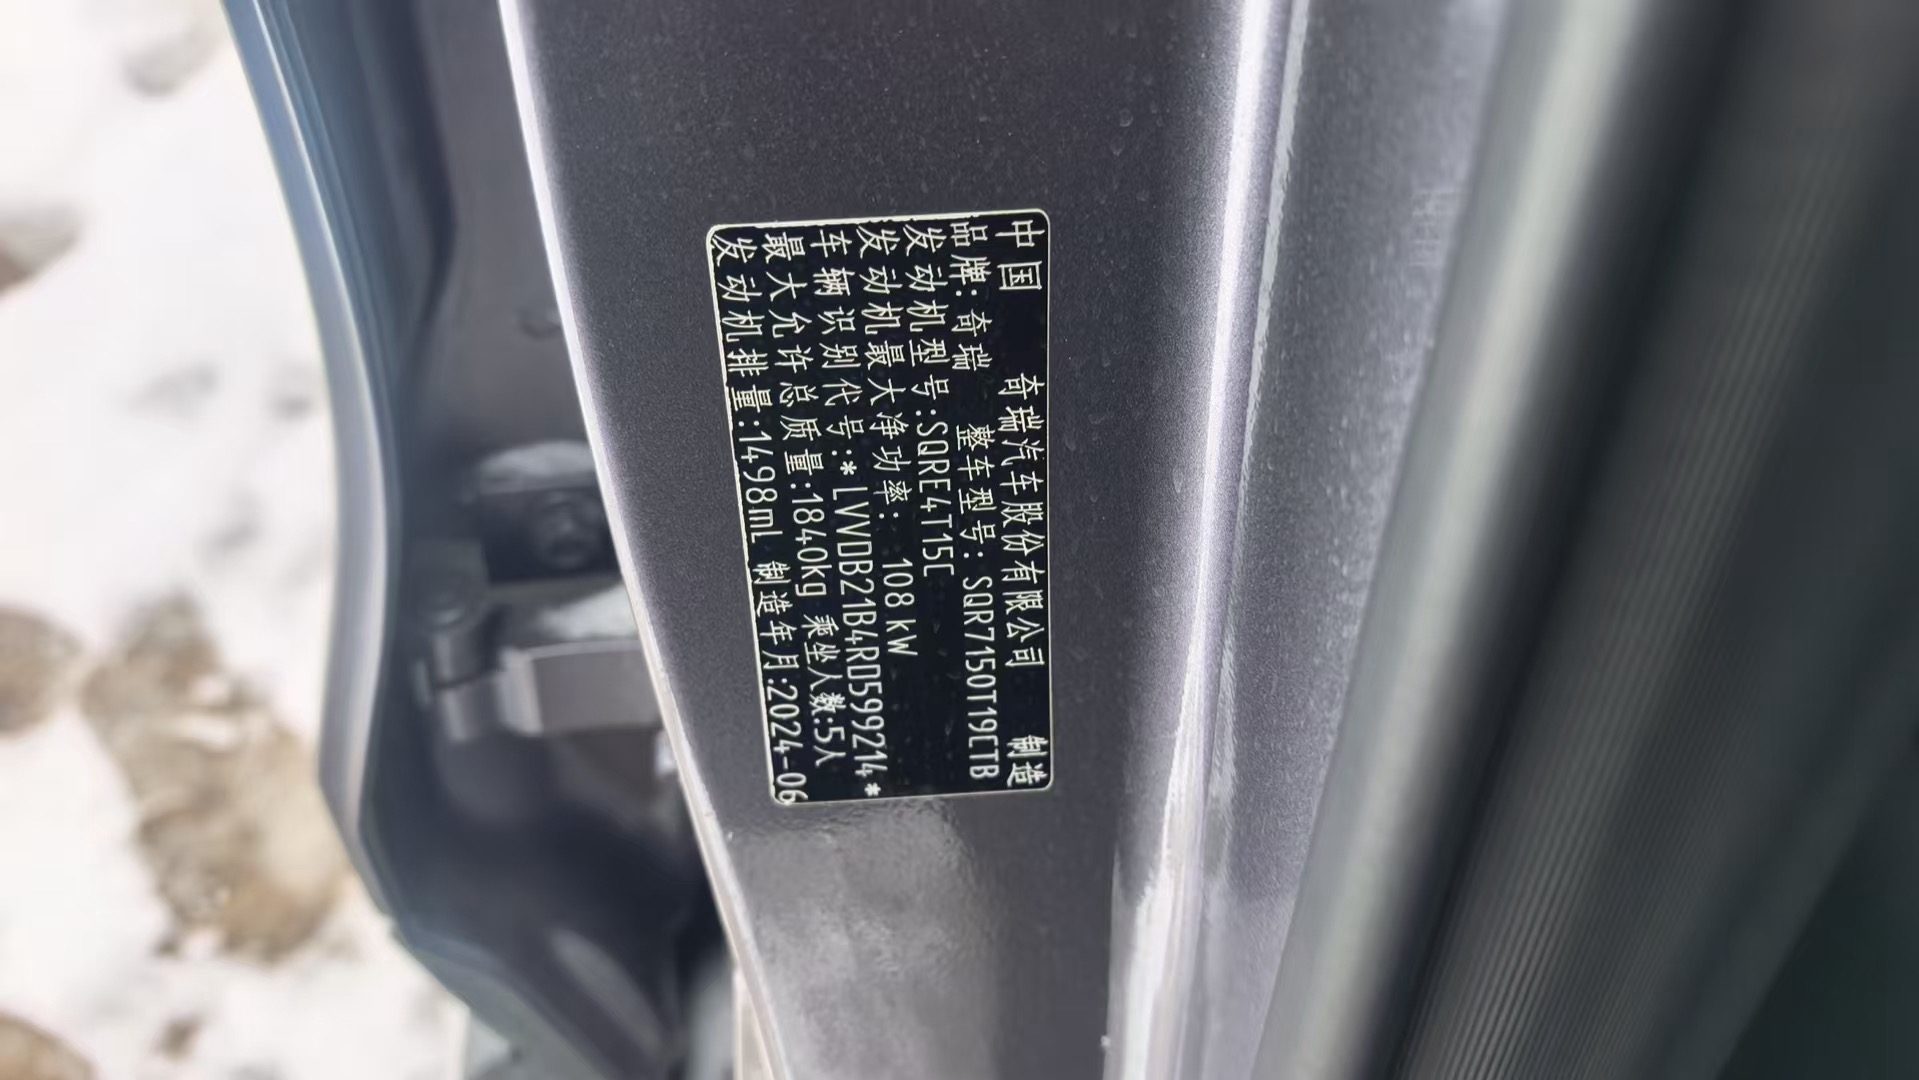 中国 奇瑞汽车股份有限公司 制造
品牌:奇瑞 整车型号:SQR7150T19CTB
发动机型号:SQRE4T15C
发动机最大净功率: 108kW
车辆识别代号:*LVVDB21B4RD599214*
最大允许总质量:1840kg 乘坐人数:5人
发动机排量:1498mL 制造年月:2024-06